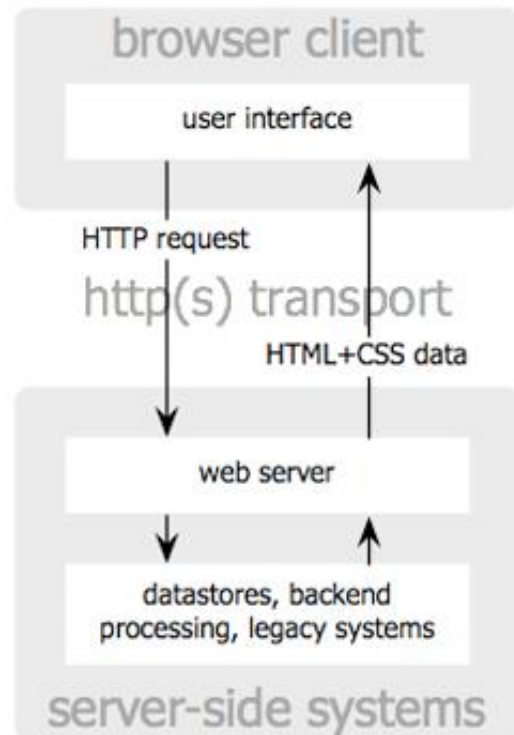 browser client
user interface
HTTP request
http(s) transport
HTML+CSS data
web server
datastores, backend
processing, legacy systems
server-side systems